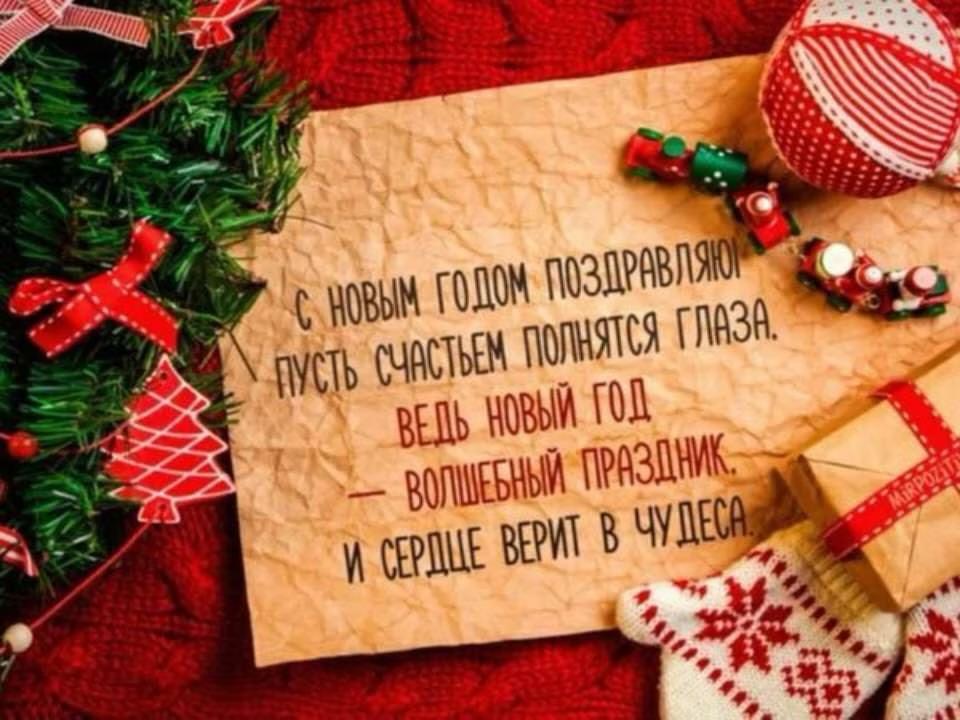 С НОВЫМ ГОДОМ ПОЗДРАВЛЯЮ!
ПУСТЬ СЧАСТЬЕМ ПОЛНЯТСЯ ГЛАЗА.
ВЕДЬ НОВЫЙ ГОД
— ВОЛШЕБНЫЙ ПРАЗДНИК.
И СЕРДЦЕ ВЕРИТ В ЧУДЕСА.